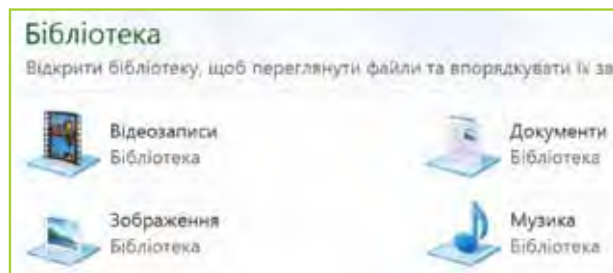 Бібліотека
Відкрити бібліотеку, щоб переглянути файли та впорядкувати їх за
Відеозаписи
Бібліотека
Документи
Бібліотека
Зображення
Бібліотека
Музика
Бібліотека